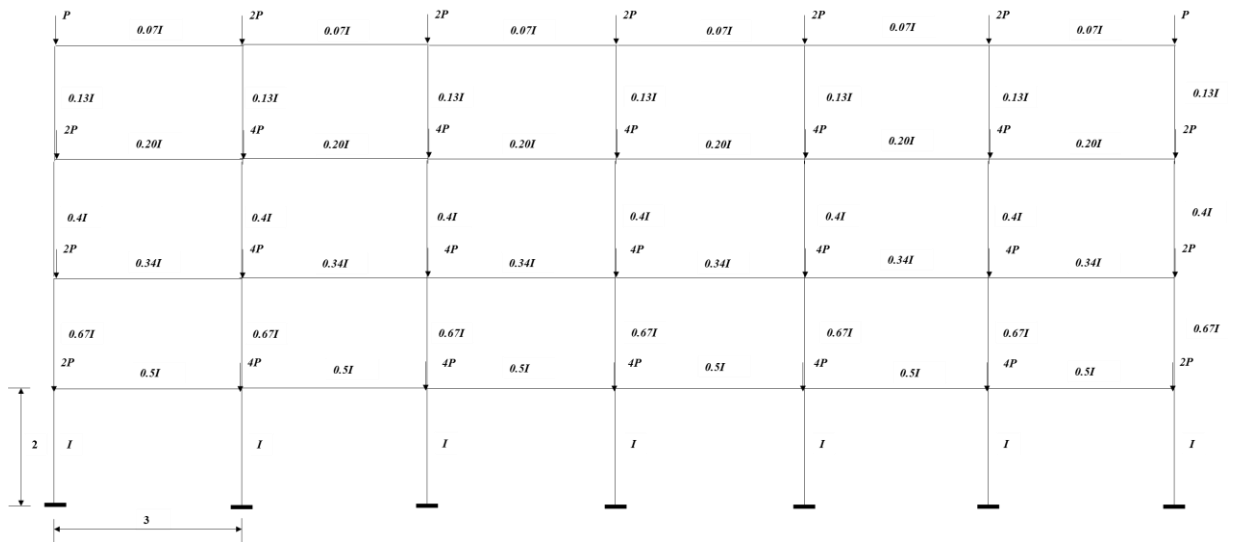 P 2P 2P 2P 2P 2P P
0.07I 0.07I 0.07I 0.07I 0.07I 0.07I
0.13I 0.13I 0.13I 0.13I 0.13I 0.13I 0.13I
2P 4P 4P 4P 4P 4P 2P
0.20I 0.20I 0.20I 0.20I 0.20I 0.20I
0.4I 0.4I 0.4I 0.4I 0.4I 0.4I 0.4I
2P 4P 4P 4P 4P 4P 2P
0.34I 0.34I 0.34I 0.34I 0.34I 0.34I
0.67I 0.67I 0.67I 0.67I 0.67I 0.67I 0.67I
2P 4P 4P 4P 4P 4P 2P
0.5I 0.5I 0.5I 0.5I 0.5I 0.5I
2 I I I I I I I
3